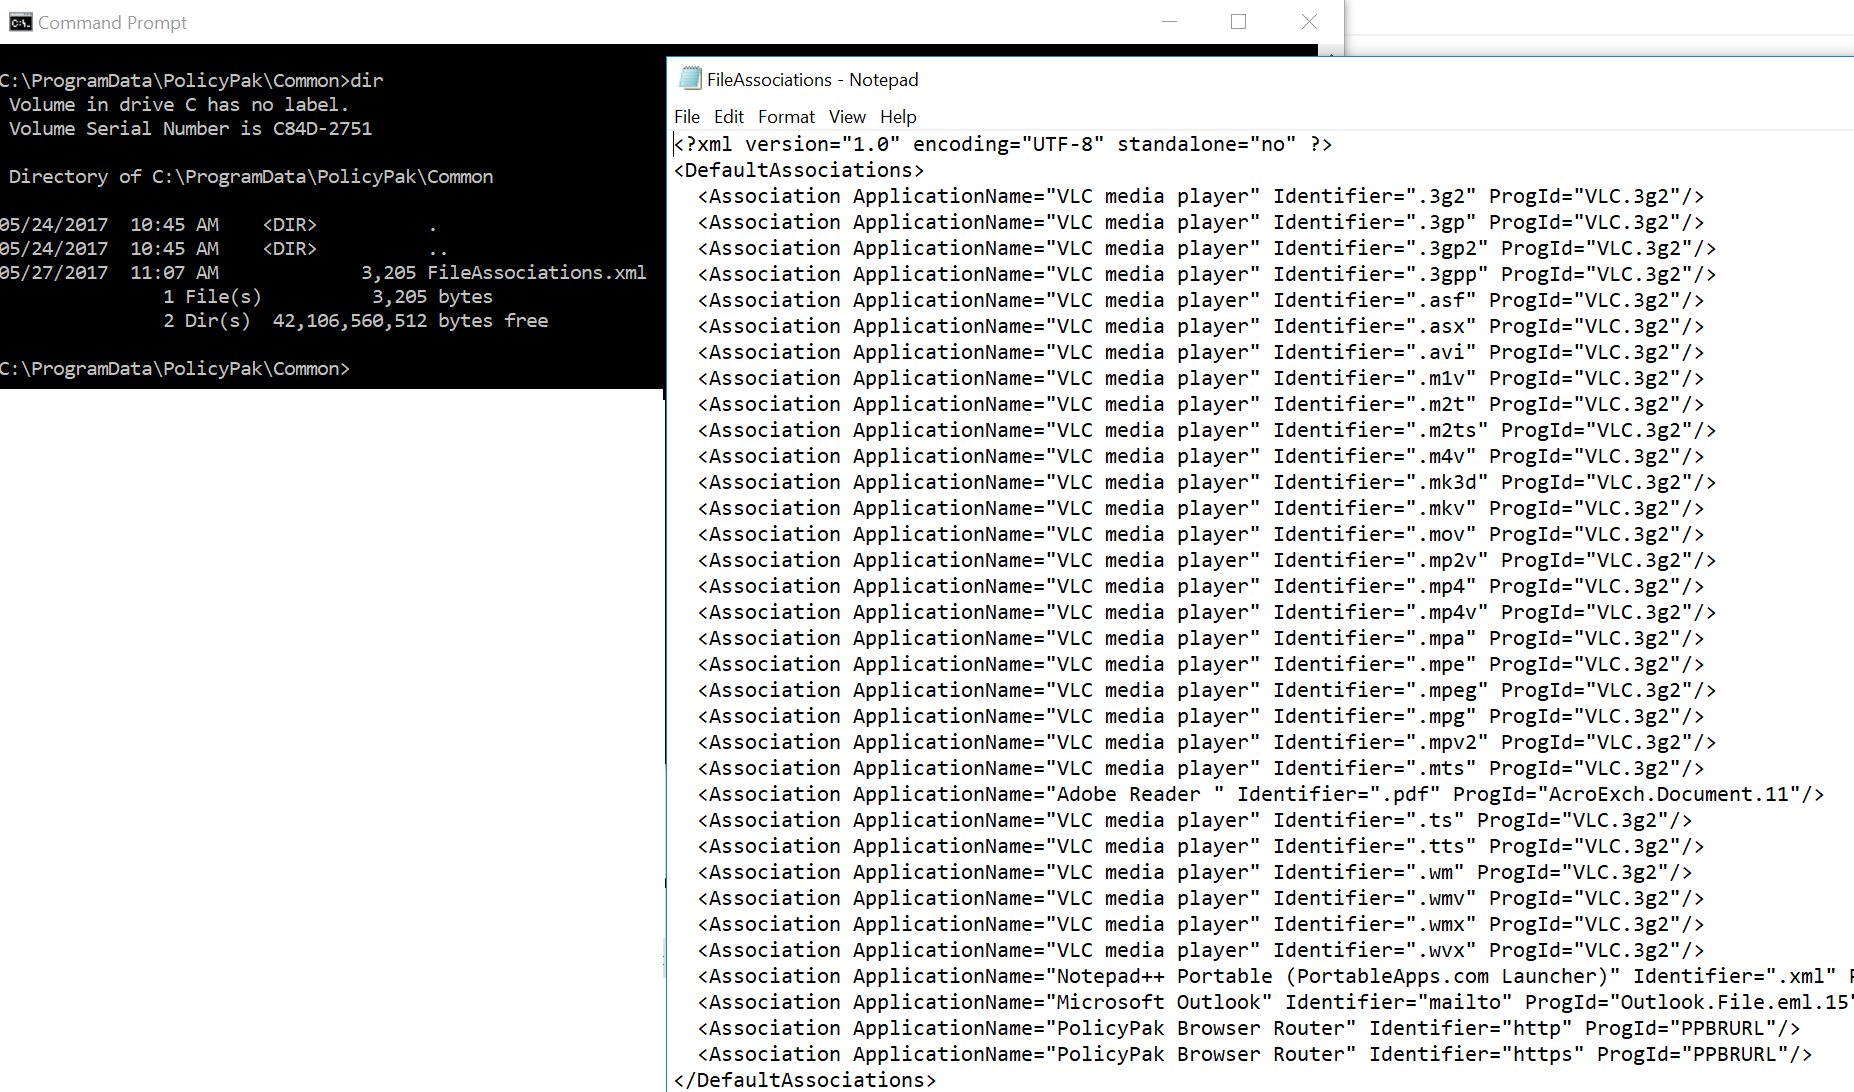 Command Prompt
C:\ProgramData\PolicyPak\Common>dir
 Volume in drive C has no label.
 Volume Serial Number is C84D-2751
 Directory of C:\ProgramData\PolicyPak\Common
05/24/2017  10:45 AM    <DIR>          .
05/24/2017  10:45 AM    <DIR>          ..
05/27/2017  11:07 AM             3,205 FileAssociations.xml
               1 File(s)          3,205 bytes
               2 Dir(s)  42,106,560,512 bytes free
C:\ProgramData\PolicyPak\Common>
FileAssociations - Notepad
File Edit Format View Help
<?xml version="1.0" encoding="UTF-8" standalone="no" ?>
<DefaultAssociations>
  <Association ApplicationName="VLC media player" Identifier=".3g2" ProgId="VLC.3g2"/>
  <Association ApplicationName="VLC media player" Identifier=".3gp" ProgId="VLC.3g2"/>
  <Association ApplicationName="VLC media player" Identifier=".3gp2" ProgId="VLC.3g2"/>
  <Association ApplicationName="VLC media player" Identifier=".3gpp" ProgId="VLC.3g2"/>
  <Association ApplicationName="VLC media player" Identifier=".asf" ProgId="VLC.3g2"/>
  <Association ApplicationName="VLC media player" Identifier=".asx" ProgId="VLC.3g2"/>
  <Association ApplicationName="VLC media player" Identifier=".avi" ProgId="VLC.3g2"/>
  <Association ApplicationName="VLC media player" Identifier=".m1v" ProgId="VLC.3g2"/>
  <Association ApplicationName="VLC media player" Identifier=".m2t" ProgId="VLC.3g2"/>
  <Association ApplicationName="VLC media player" Identifier=".m2ts" ProgId="VLC.3g2"/>
  <Association ApplicationName="VLC media player" Identifier=".m4v" ProgId="VLC.3g2"/>
  <Association ApplicationName="VLC media player" Identifier=".mk3d" ProgId="VLC.3g2"/>
  <Association ApplicationName="VLC media player" Identifier=".mkv" ProgId="VLC.3g2"/>
  <Association ApplicationName="VLC media player" Identifier=".mov" ProgId="VLC.3g2"/>
  <Association ApplicationName="VLC media player" Identifier=".mp2v" ProgId="VLC.3g2"/>
  <Association ApplicationName="VLC media player" Identifier=".mp4" ProgId="VLC.3g2"/>
  <Association ApplicationName="VLC media player" Identifier=".mp4v" ProgId="VLC.3g2"/>
  <Association ApplicationName="VLC media player" Identifier=".mpa" ProgId="VLC.3g2"/>
  <Association ApplicationName="VLC media player" Identifier=".mpe" ProgId="VLC.3g2"/>
  <Association ApplicationName="VLC media player" Identifier=".mpeg" ProgId="VLC.3g2"/>
  <Association ApplicationName="VLC media player" Identifier=".mpg" ProgId="VLC.3g2"/>
  <Association ApplicationName="VLC media player" Identifier=".mpv2" ProgId="VLC.3g2"/>
  <Association ApplicationName="VLC media player" Identifier=".mts" ProgId="VLC.3g2"/>
  <Association ApplicationName="Adobe Reader " Identifier=".pdf" ProgId="AcroExch.Document.11"/>
  <Association ApplicationName="VLC media player" Identifier=".ts" ProgId="VLC.3g2"/>
  <Association ApplicationName="VLC media player" Identifier=".tts" ProgId="VLC.3g2"/>
  <Association ApplicationName="VLC media player" Identifier=".wm" ProgId="VLC.3g2"/>
  <Association ApplicationName="VLC media player" Identifier=".wmv" ProgId="VLC.3g2"/>
  <Association ApplicationName="VLC media player" Identifier=".wmx" ProgId="VLC.3g2"/>
  <Association ApplicationName="VLC media player" Identifier=".wvx" ProgId="VLC.3g2"/>
  <Association ApplicationName="Notepad++ Portable (PortableApps.com Launcher)" Identifier=".xml"
  <Association ApplicationName="Microsoft Outlook" Identifier="mailto" ProgId="Outlook.File.eml.15"
  <Association ApplicationName="PolicyPak Browser Router" Identifier="http" ProgId="PPBRURL"/>
  <Association ApplicationName="PolicyPak Browser Router" Identifier="https" ProgId="PPBRURL"/>
</DefaultAssociations>